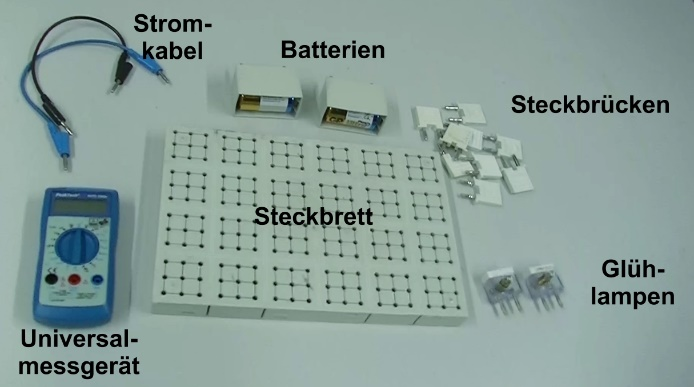 Strom-
kabel
Batterien
Steckbrücken
Steckbrett
Glüh-
lampen
Universal-
messgerät